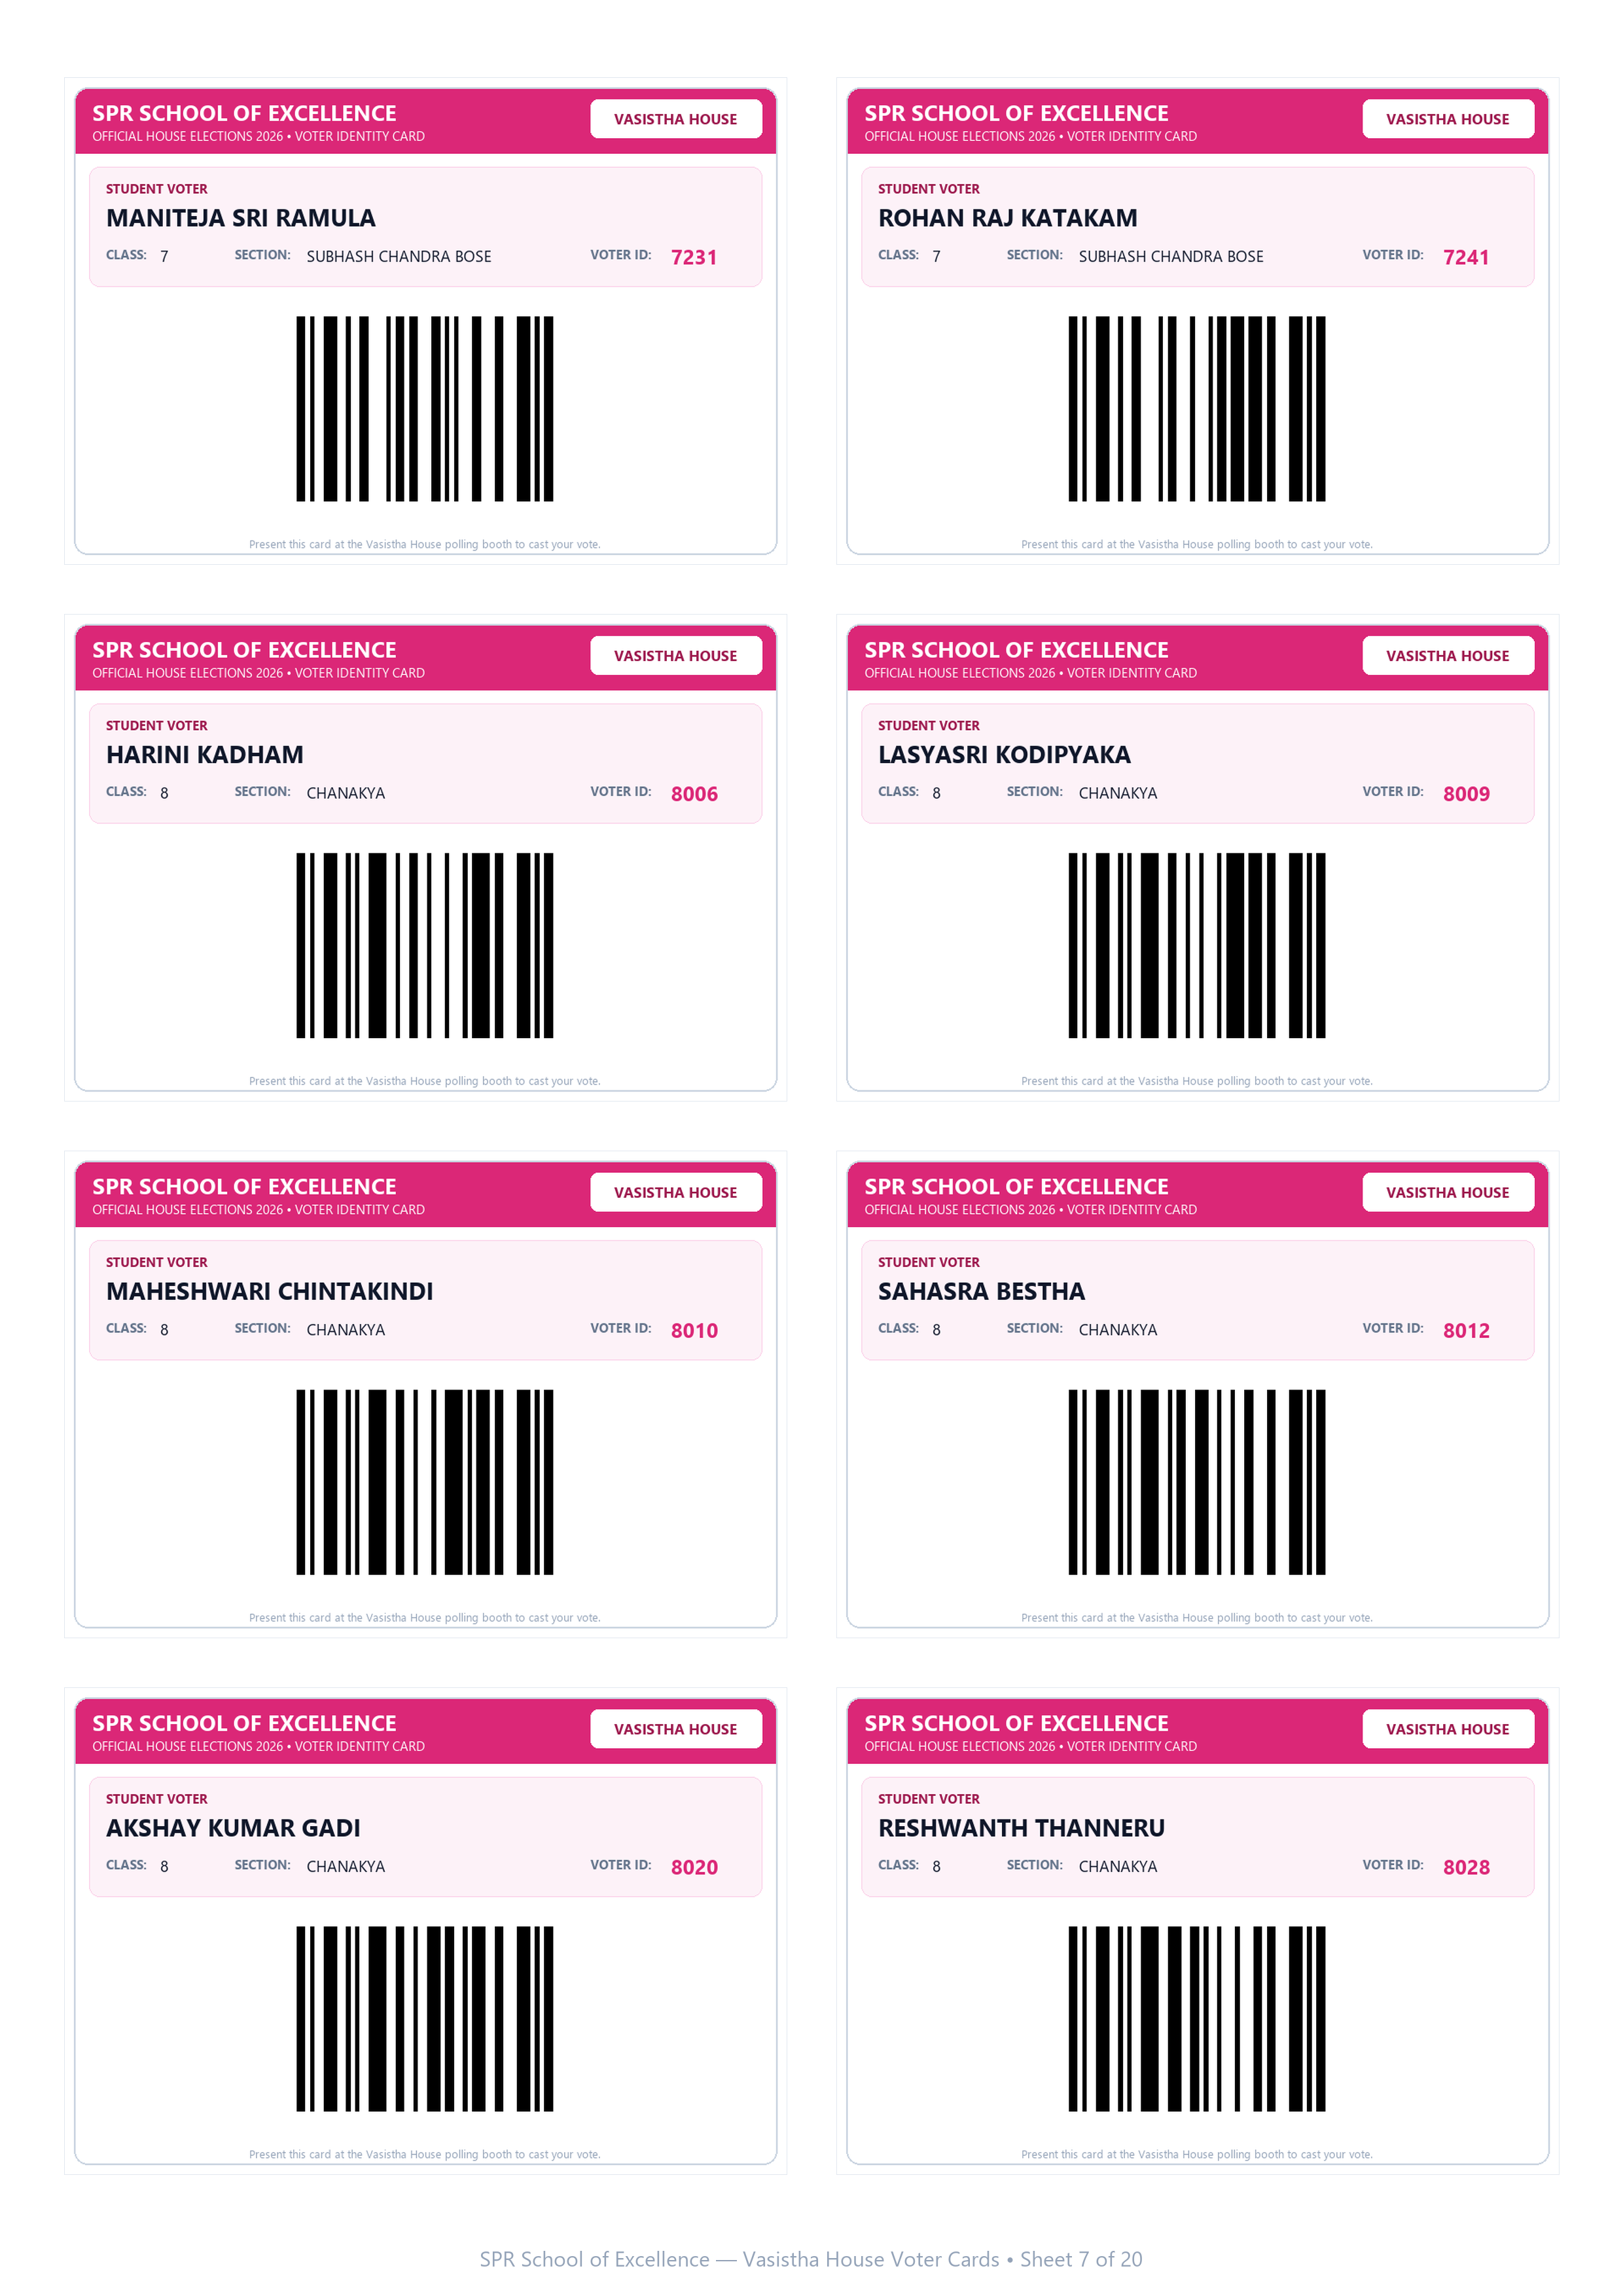 SPR SCHOOL OF EXCELLENCE
OFFICIAL HOUSE ELECTIONS 2026 • VOTER IDENTITY CARD
VASISTHA HOUSE
STUDENT VOTER
MANITEJA SRI RAMULA
CLASS: 7 SECTION: SUBHASH CHANDRA BOSE VOTER ID: 7231
Present this card at the Vasistha House polling booth to cast your vote.
SPR SCHOOL OF EXCELLENCE
OFFICIAL HOUSE ELECTIONS 2026 • VOTER IDENTITY CARD
VASISTHA HOUSE
STUDENT VOTER
ROHAN RAJ KATAKAM
CLASS: 7 SECTION: SUBHASH CHANDRA BOSE VOTER ID: 7241
Present this card at the Vasistha House polling booth to cast your vote.
SPR SCHOOL OF EXCELLENCE
OFFICIAL HOUSE ELECTIONS 2026 • VOTER IDENTITY CARD
VASISTHA HOUSE
STUDENT VOTER
HARINI KADHAM
CLASS: 8 SECTION: CHANAKYA VOTER ID: 8006
Present this card at the Vasistha House polling booth to cast your vote.
SPR SCHOOL OF EXCELLENCE
OFFICIAL HOUSE ELECTIONS 2026 • VOTER IDENTITY CARD
VASISTHA HOUSE
STUDENT VOTER
LASYASRI KODIPYAKA
CLASS: 8 SECTION: CHANAKYA VOTER ID: 8009
Present this card at the Vasistha House polling booth to cast your vote.
SPR SCHOOL OF EXCELLENCE
OFFICIAL HOUSE ELECTIONS 2026 • VOTER IDENTITY CARD
VASISTHA HOUSE
STUDENT VOTER
MAHESHWARI CHINTAKINDI
CLASS: 8 SECTION: CHANAKYA VOTER ID: 8010
Present this card at the Vasistha House polling booth to cast your vote.
SPR SCHOOL OF EXCELLENCE
OFFICIAL HOUSE ELECTIONS 2026 • VOTER IDENTITY CARD
VASISTHA HOUSE
STUDENT VOTER
SAHASRA BESTHA
CLASS: 8 SECTION: CHANAKYA VOTER ID: 8012
Present this card at the Vasistha House polling booth to cast your vote.
SPR SCHOOL OF EXCELLENCE
OFFICIAL HOUSE ELECTIONS 2026 • VOTER IDENTITY CARD
VASISTHA HOUSE
STUDENT VOTER
AKSHAY KUMAR GADI
CLASS: 8 SECTION: CHANAKYA VOTER ID: 8020
Present this card at the Vasistha House polling booth to cast your vote.
SPR SCHOOL OF EXCELLENCE
OFFICIAL HOUSE ELECTIONS 2026 • VOTER IDENTITY CARD
VASISTHA HOUSE
STUDENT VOTER
RESHWANTH THANNERU
CLASS: 8 SECTION: CHANAKYA VOTER ID: 8028
Present this card at the Vasistha House polling booth to cast your vote.
SPR School of Excellence — Vasistha House Voter Cards • Sheet 7 of 20